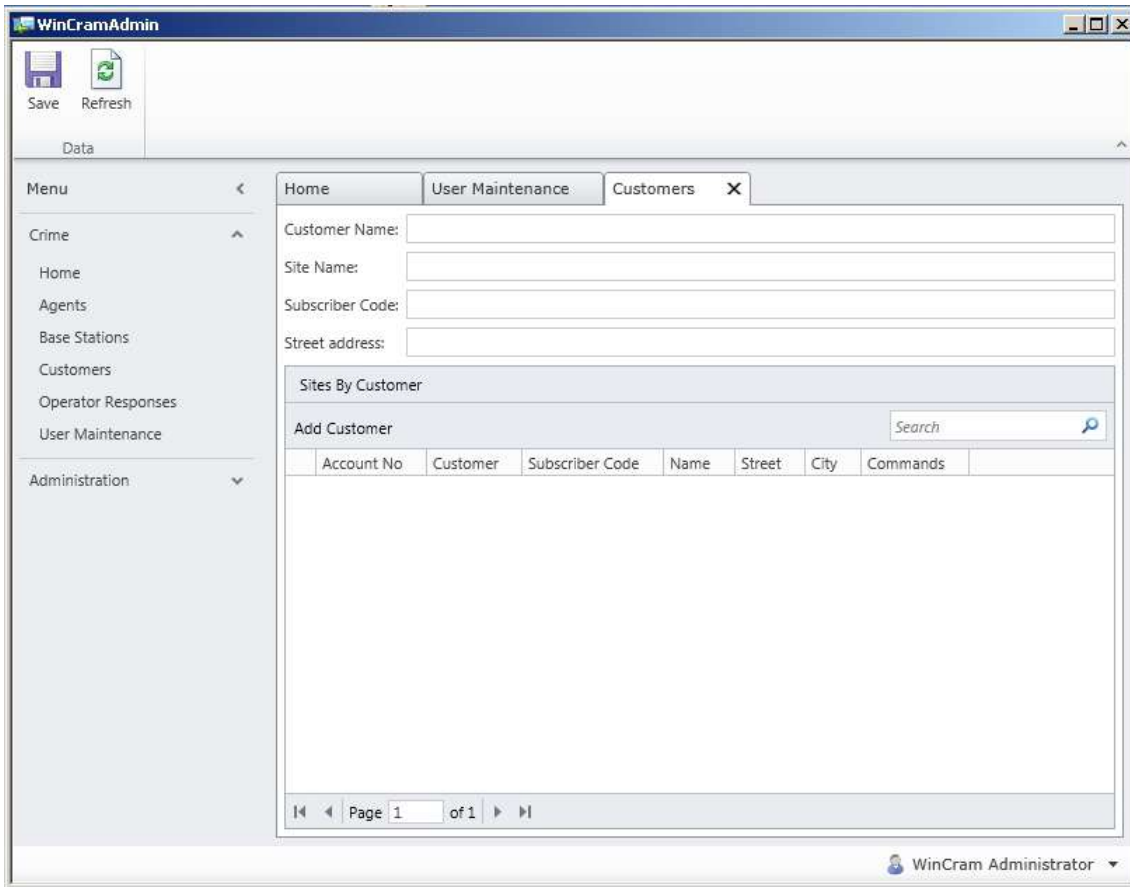 WinCramAdmin
Save Refresh
Data
Menu
Crime
Home
Agents
Base Stations
Customers
Operator Responses
User Maintenance
Administration
Home User Maintenance Customers
Customer Name:
Site Name:
Subscriber Code:
Street address:
Sites By Customer
Add Customer Search
Account No Customer Subscriber Code Name Street City Commands
Page 1 of 1
WinCram Administrator